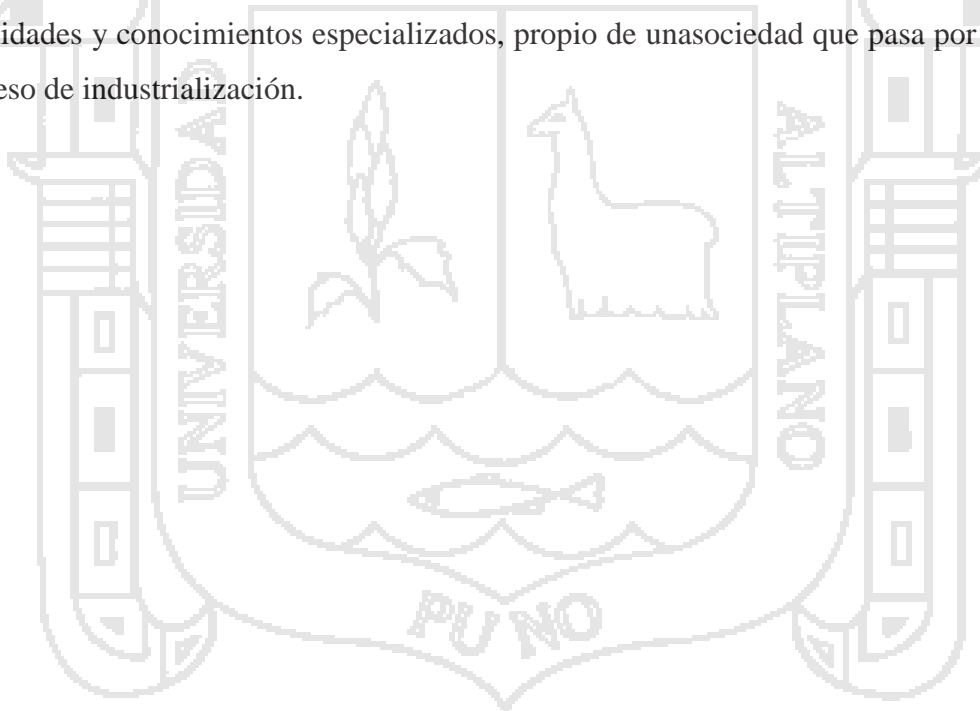 idades y conocimientos especializados, propio de unasociedad que pasa por
eso de industrialización.
UNIVERSIDAD
ALTIPLANO
PUNO